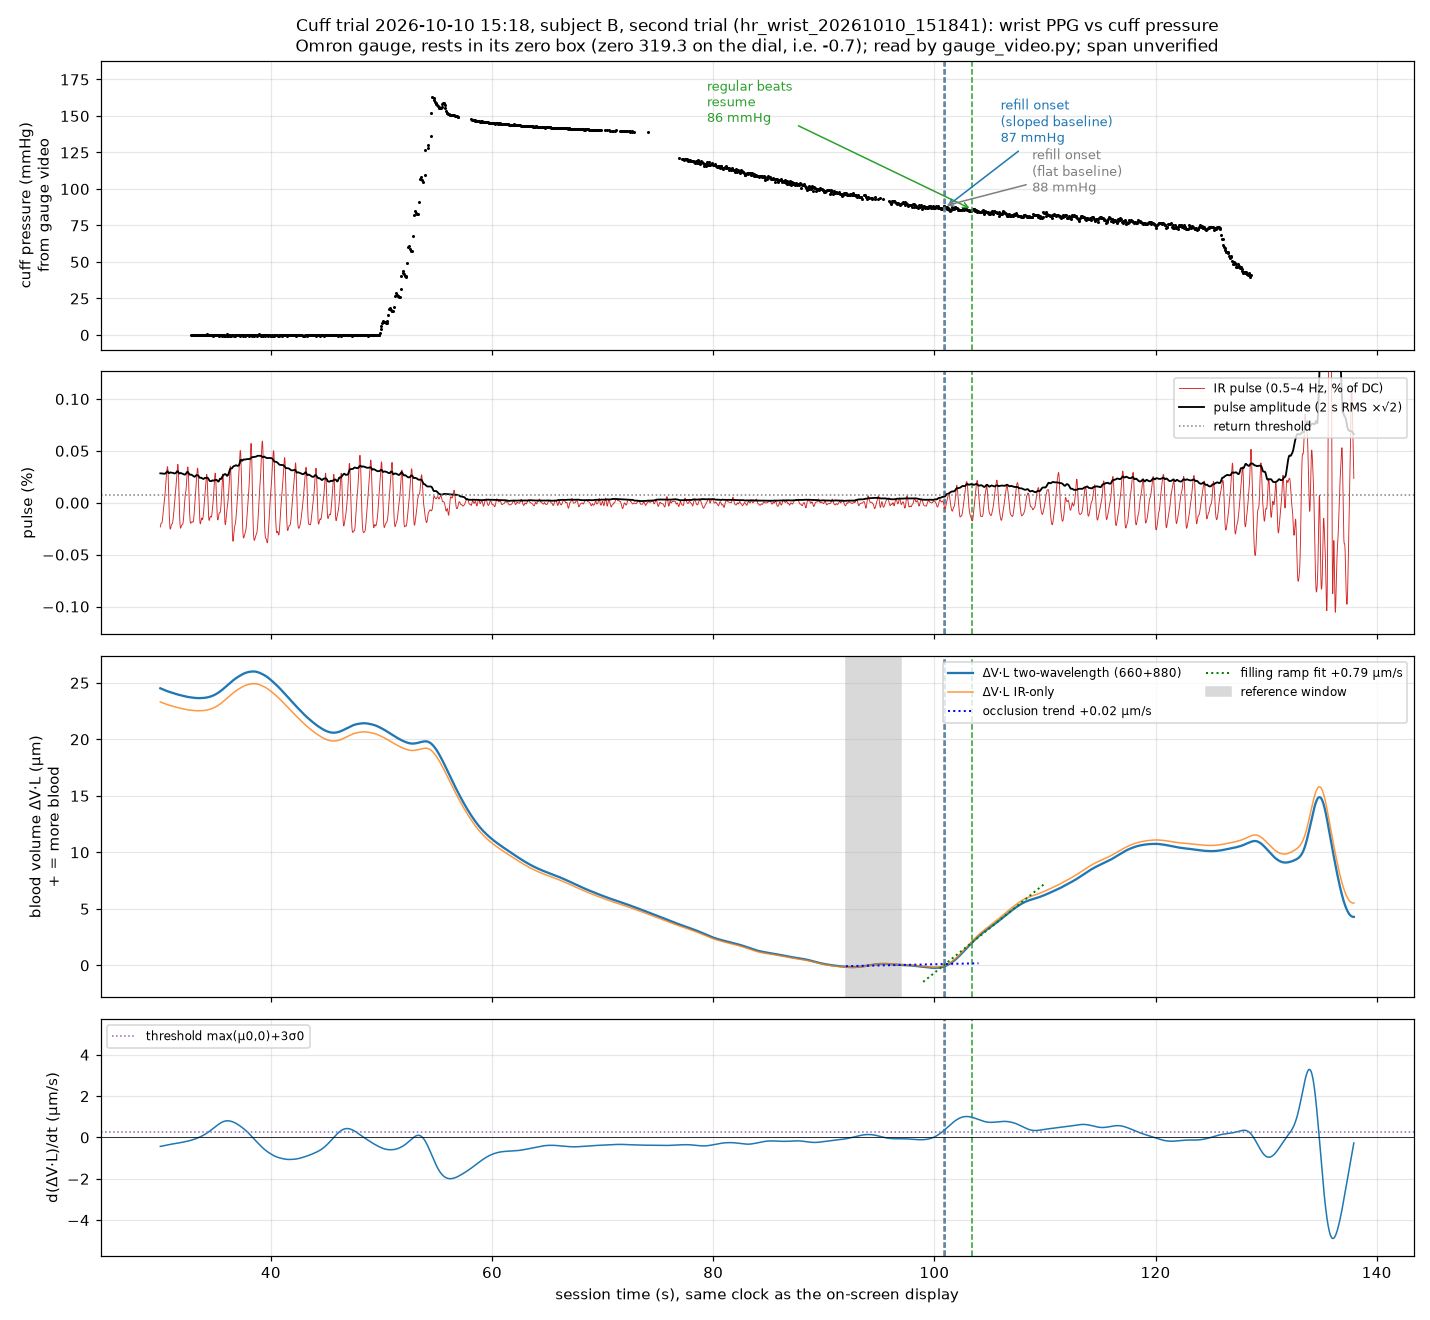 Cuff trial 2026-10-10 15:18, subject B, second trial (hr_wrist_20261010_151841): wrist PPG vs cuff pressure
Omron gauge, rests in its zero box (zero 319.3 on the dial, i.e. -0.7); read by gauge_video.py; span unverified
cuff pressure (mmHg)
from gauge video
175
150
125
100
75
50
25
0
regular beats
resume
86 mmHg
refill onset
(sloped baseline)
87 mmHg
refill onset
(flat baseline)
88 mmHg
pulse (%)
0.10
0.05
0.00
−0.05
−0.10
IR pulse (0.5–4 Hz, % of DC)
pulse amplitude (2 s RMS ×√2)
return threshold
blood volume ΔV·L (μm)
+ = more blood
25
20
15
10
5
0
ΔV·L two-wavelength (660+880)
ΔV·L IR-only
occlusion trend +0.02 μm/s
filling ramp fit +0.79 μm/s
reference window
d(ΔV·L)/dt (μm/s)
4
2
0
−2
−4
threshold max(μ0,0)+3σ0
40
60
80
100
120
140
session time (s), same clock as the on-screen display